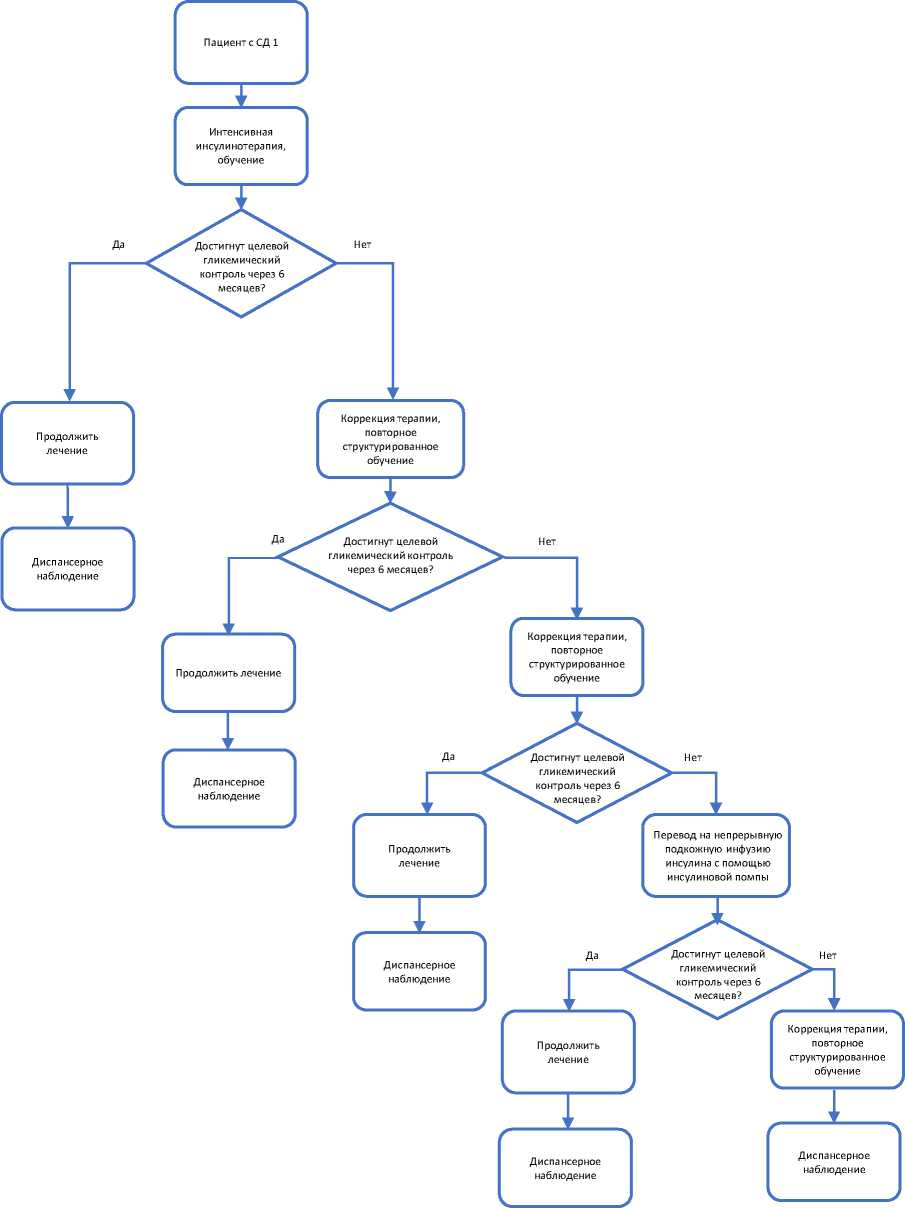 Пациент с СД 1
Интенсивная
инсулинотерапия,
обучение
Да
Нет
Достигнут целевой
гликемический
контроль через 6
месяцев?
Продолжить
лечение
Коррекция терапии,
повторное
структурированное
обучение
Диспансерное
наблюдение
Да
Нет
Достигнут целевой
гликемический контроль
через 6 месяцев?
Продолжить лечение
Коррекция терапии,
повторное
структурированное
обучение
Диспансерное
наблюдение
Да
Нет
Достигнут целевой
гликемический
контроль через 6
месяцев?
Продолжить
лечение
Перевод на непрерывную
подкожную инфузию
инсулина с помощью
инсулиновой помпы
Диспансерное
наблюдение
Да
Нет
Достигнут целевой
гликемический
контроль через 6
месяцев?
Продолжить
лечение
Коррекция терапии,
повторное
структурированное
обучение
Диспансерное
наблюдение
Диспансерное
наблюдение